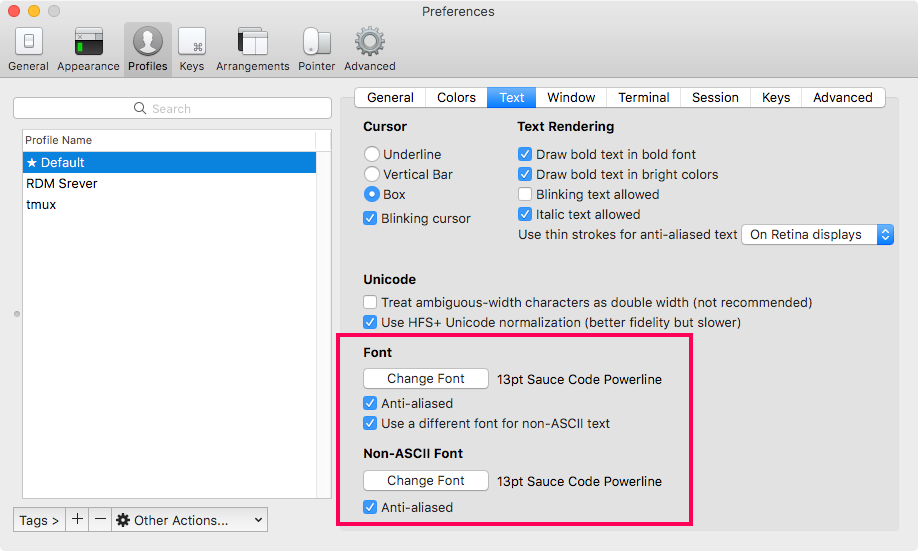 Preferences
General Appearance Profiles Keys Arrangements Pointer Advanced
Search
Profile Name
★ Default
RDM Srever
tmux
Tags > + − Other Actions...
General Colors Text Window Terminal Session Keys Advanced
Cursor
Underline
Vertical Bar
Box
Blinking cursor
Text Rendering
Draw bold text in bold font
Draw bold text in bright colors
Blinking text allowed
Italic text allowed
Use thin strokes for anti-aliased text On Retina displays
Unicode
Treat ambiguous-width characters as double width (not recommended)
Use HFS+ Unicode normalization (better fidelity but slower)
Font
Change Font 13pt Sauce Code Powerline
Anti-aliased
Use a different font for non-ASCII text
Non-ASCII Font
Change Font 13pt Sauce Code Powerline
Anti-aliased